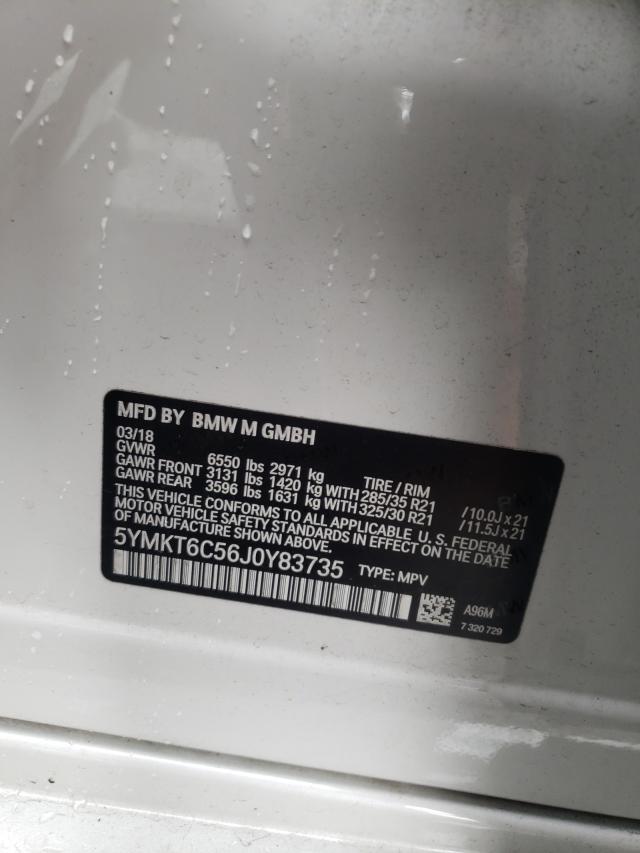 MFD BY BMW M GMBH
03/18
GVWR 6550 lbs 2971 kg TIRE / RIM
GAWR FRONT 3131 lbs 1420 kg WITH 285/35 R21 /10.0J x 21
GAWR REAR 3596 lbs 1631 kg WITH 325/30 R21 /11.5J x 21
THIS VEHICLE CONFORMS TO ALL APPLICABLE U. S. FEDERAL
MOTOR VEHICLE SAFETY STANDARDS IN EFFECT ON THE DATE
OF MANUFACTURE SHOWN ABOVE.
5YMKT6C56J0Y83735 TYPE: MPV
A96M
7 320 729